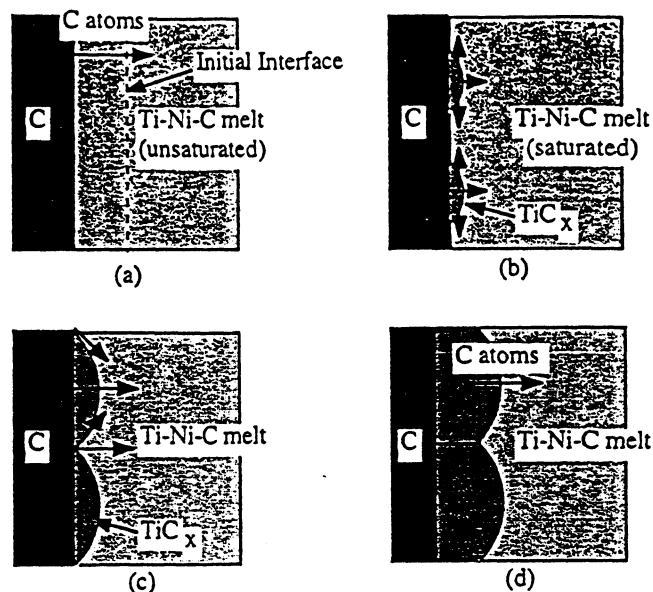 C atoms
Initial Interface
C
Ti-Ni-C melt
(unsaturated)
(a)
C
Ti-Ni-C melt
(saturated)
TiC x
(b)
C
Ti-Ni-C melt
TiC x
(c)
C atoms
C
Ti-Ni-C melt
(d)